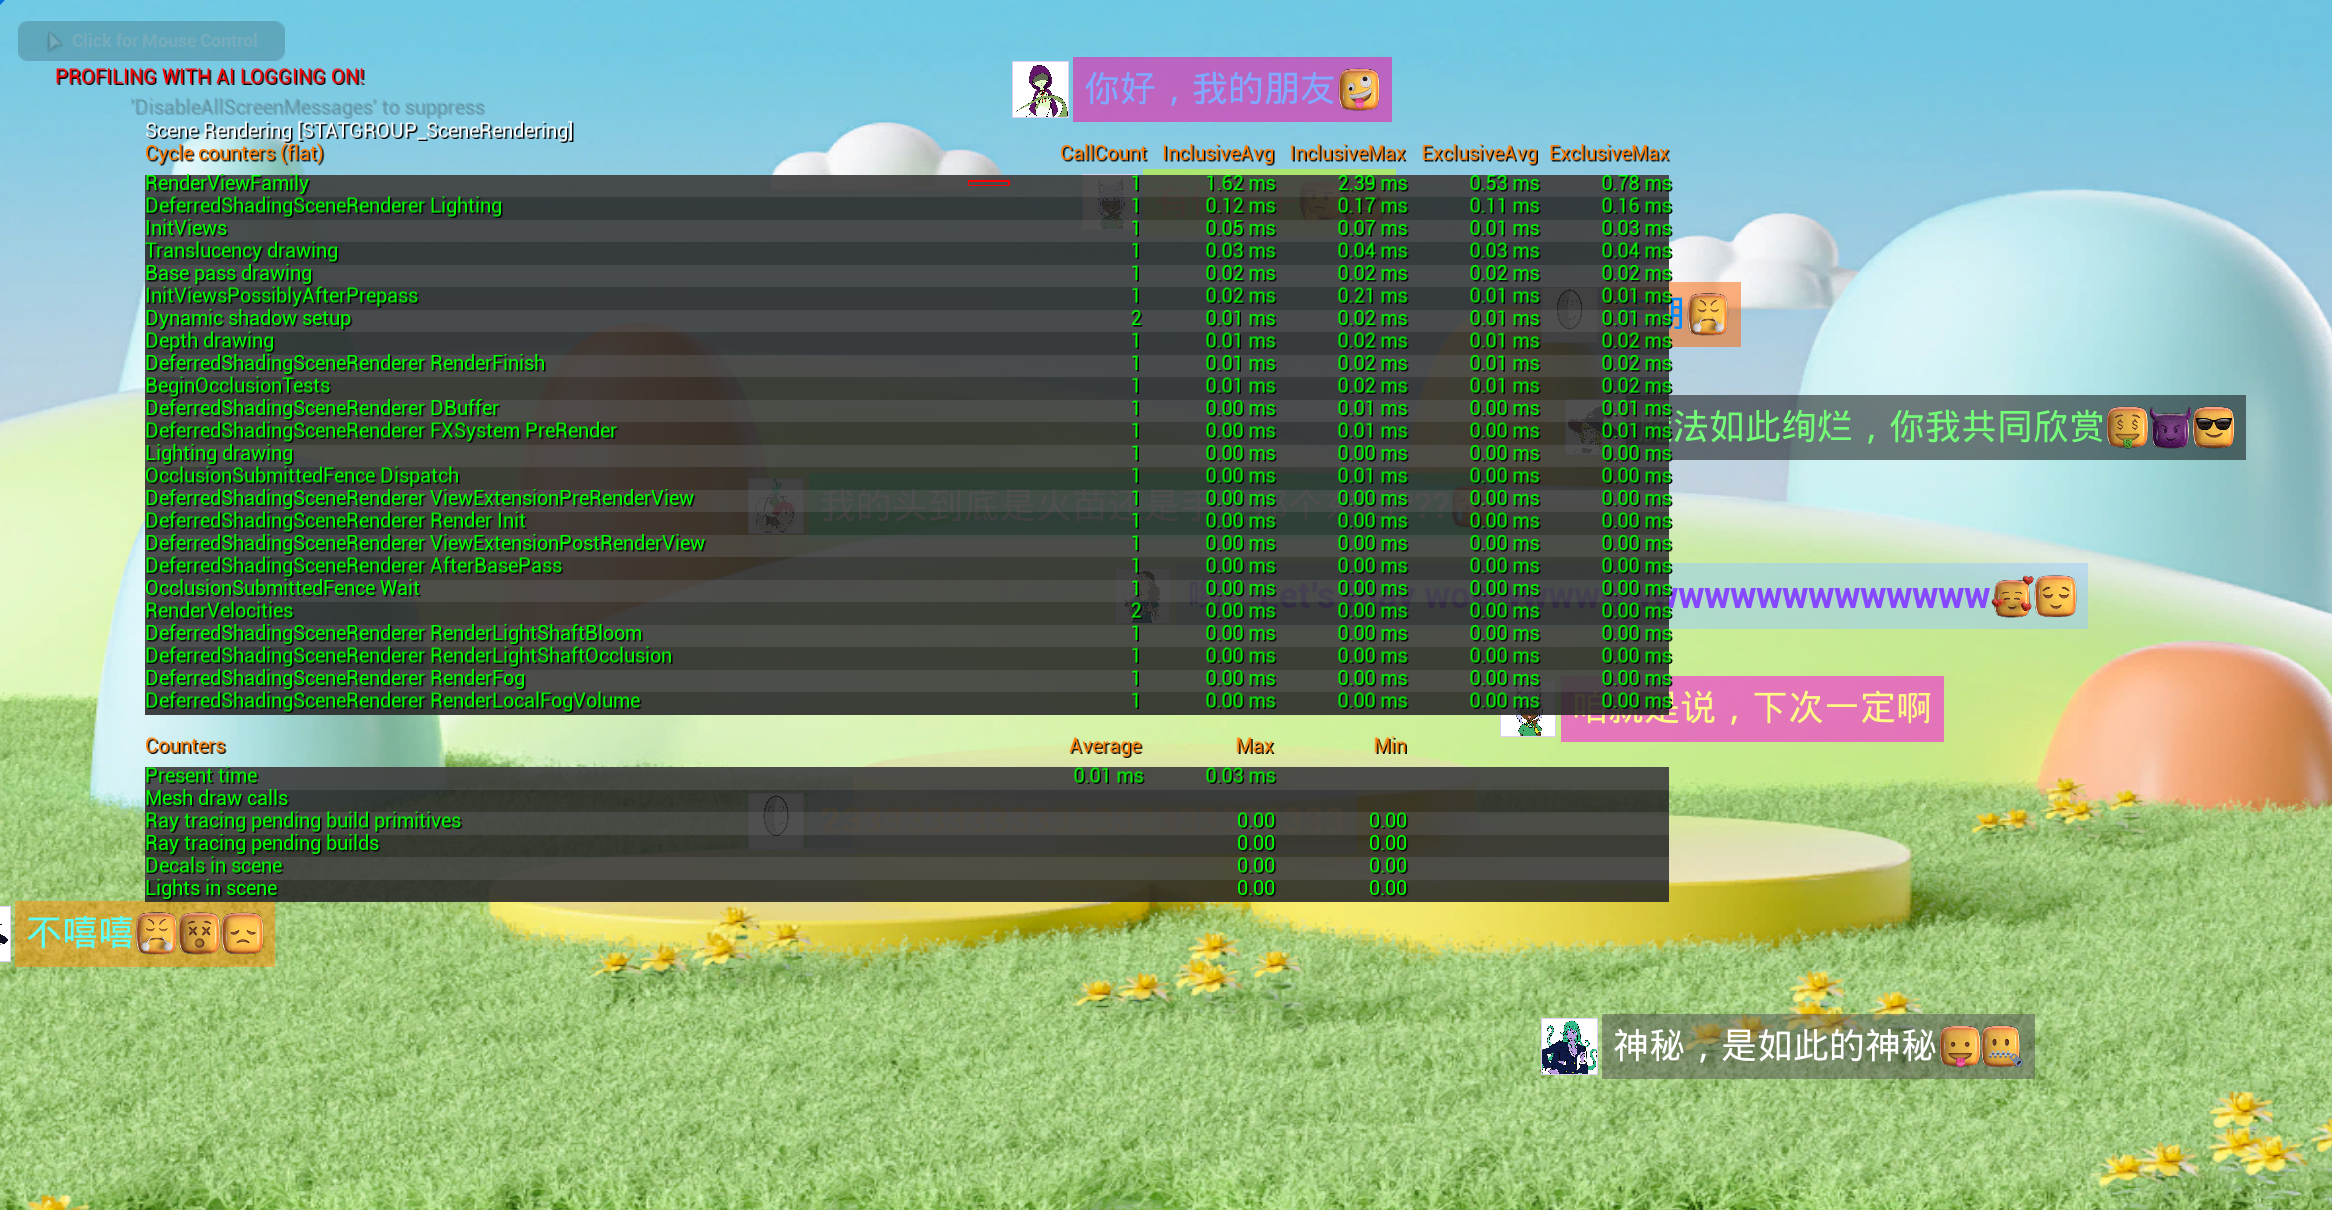 Click for Mouse Control
PROFILING WITH AI LOGGING ON!
'DisableAllScreenMessages' to suppress
你好，我的朋友
Scene Rendering [STATGROUP_SceneRendering]
Cycle counters (flat) CallCount InclusiveAvg InclusiveMax ExclusiveAvg ExclusiveMax
RenderViewFamily 1 1.62 ms 2.39 ms 0.53 ms 0.78 ms
DeferredShadingSceneRenderer Lighting 1 0.12 ms 0.17 ms 0.11 ms 0.16 ms
InitViews 1 0.05 ms 0.07 ms 0.01 ms 0.03 ms
Translucency drawing 1 0.03 ms 0.04 ms 0.03 ms 0.04 ms
Base pass drawing 1 0.02 ms 0.02 ms 0.02 ms 0.02 ms
InitViewsPossiblyAfterPrepass 1 0.02 ms 0.21 ms 0.01 ms 0.01 ms
Dynamic shadow setup 2 0.01 ms 0.02 ms 0.01 ms 0.01 ms
Depth drawing 1 0.01 ms 0.02 ms 0.01 ms 0.02 ms
DeferredShadingSceneRenderer RenderFinish 1 0.01 ms 0.02 ms 0.01 ms 0.02 ms
BeginOcclusionTests 1 0.01 ms 0.02 ms 0.01 ms 0.02 ms
DeferredShadingSceneRenderer DBuffer 1 0.00 ms 0.01 ms 0.00 ms 0.01 ms
法如此绚烂，你我共同欣赏
DeferredShadingSceneRenderer FXSystem PreRender 1 0.00 ms 0.01 ms 0.00 ms 0.01 ms
Lighting drawing 1 0.00 ms 0.00 ms 0.00 ms 0.00 ms
OcclusionSubmittedFence Dispatch 1 0.00 ms 0.01 ms 0.00 ms 0.00 ms
DeferredShadingSceneRenderer ViewExtensionPreRenderView 1 0.00 ms 0.00 ms 0.00 ms 0.00 ms
我的头到底是火苗还是手
DeferredShadingSceneRenderer Render Init 1 0.00 ms 0.00 ms 0.00 ms 0.00 ms
DeferredShadingSceneRenderer ViewExtensionPostRenderView 1 0.00 ms 0.00 ms 0.00 ms 0.00 ms
DeferredShadingSceneRenderer AfterBasePass 1 0.00 ms 0.00 ms 0.00 ms 0.00 ms
OcclusionSubmittedFence Wait 1 0.00 ms 0.00 ms 0.00 ms 0.00 ms
RenderVelocities 2 0.00 ms 0.00 ms 0.00 ms 0.00 ms
DeferredShadingSceneRenderer RenderLightShaftBloom 1 0.00 ms 0.00 ms 0.00 ms 0.00 ms
DeferredShadingSceneRenderer RenderLightShaftOcclusion 1 0.00 ms 0.00 ms 0.00 ms 0.00 ms
DeferredShadingSceneRenderer RenderFog 1 0.00 ms 0.00 ms 0.00 ms 0.00 ms
DeferredShadingSceneRenderer RenderLocalFogVolume 1 0.00 ms 0.00 ms 0.00 ms 0.00 ms
咱就是说，下次一定啊
Counters Average Max Min
Present time 0.01 ms 0.03 ms
Mesh draw calls
Ray tracing pending build primitives 0.00 0.00
Ray tracing pending builds 0.00 0.00
Decals in scene 0.00 0.00
Lights in scene 0.00 0.00
不嘻嘻
神秘，是如此的神秘